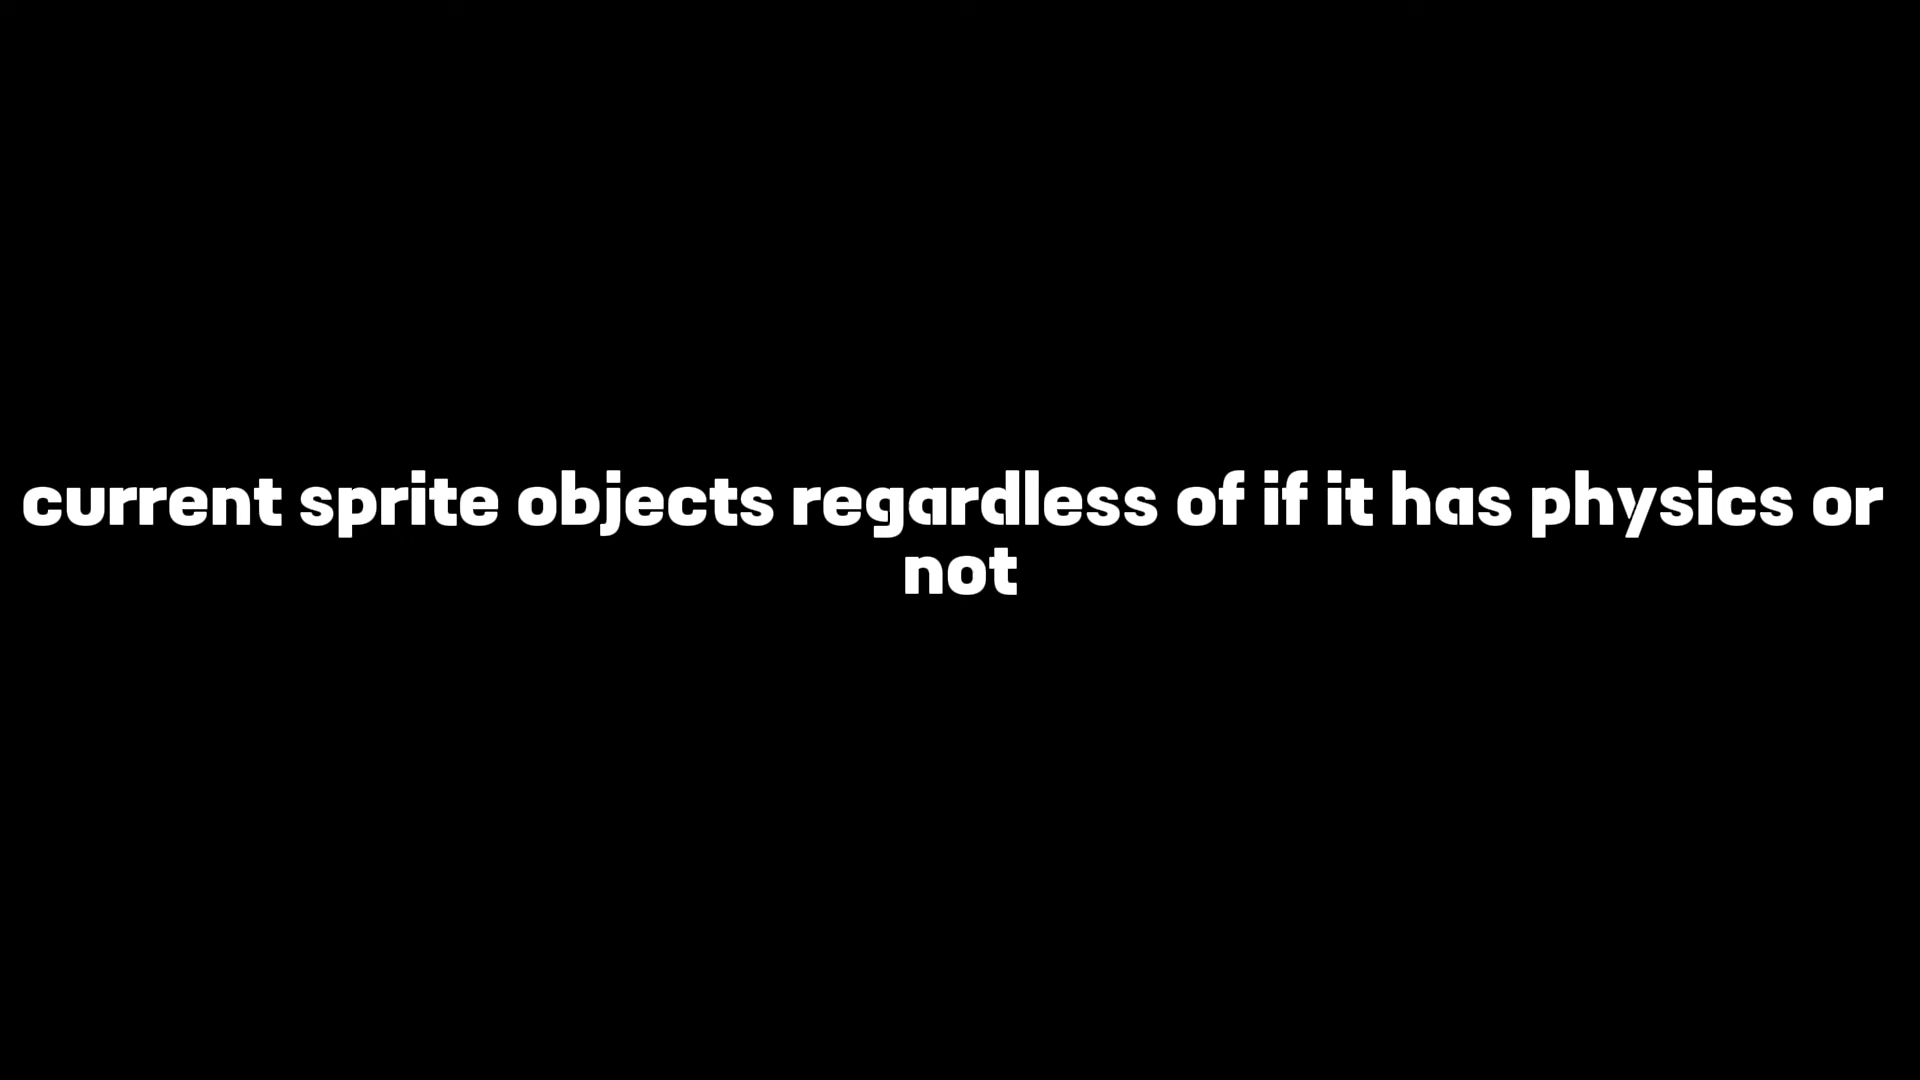 current sprite objects regardless of if it has physics or
not